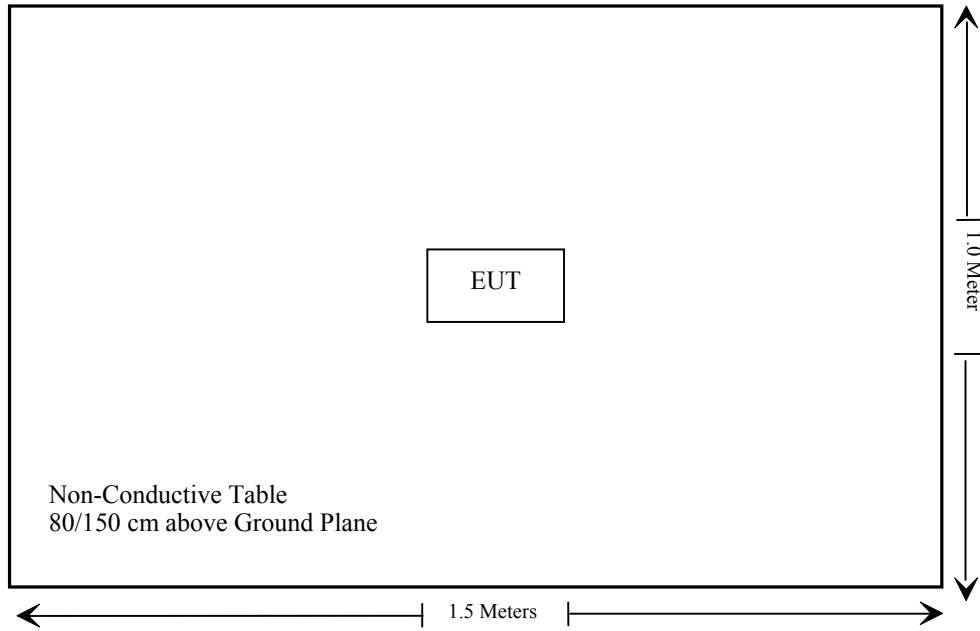 EUT
1.0 Meter
Non-Conductive Table
80/150 cm above Ground Plane
1.5 Meters